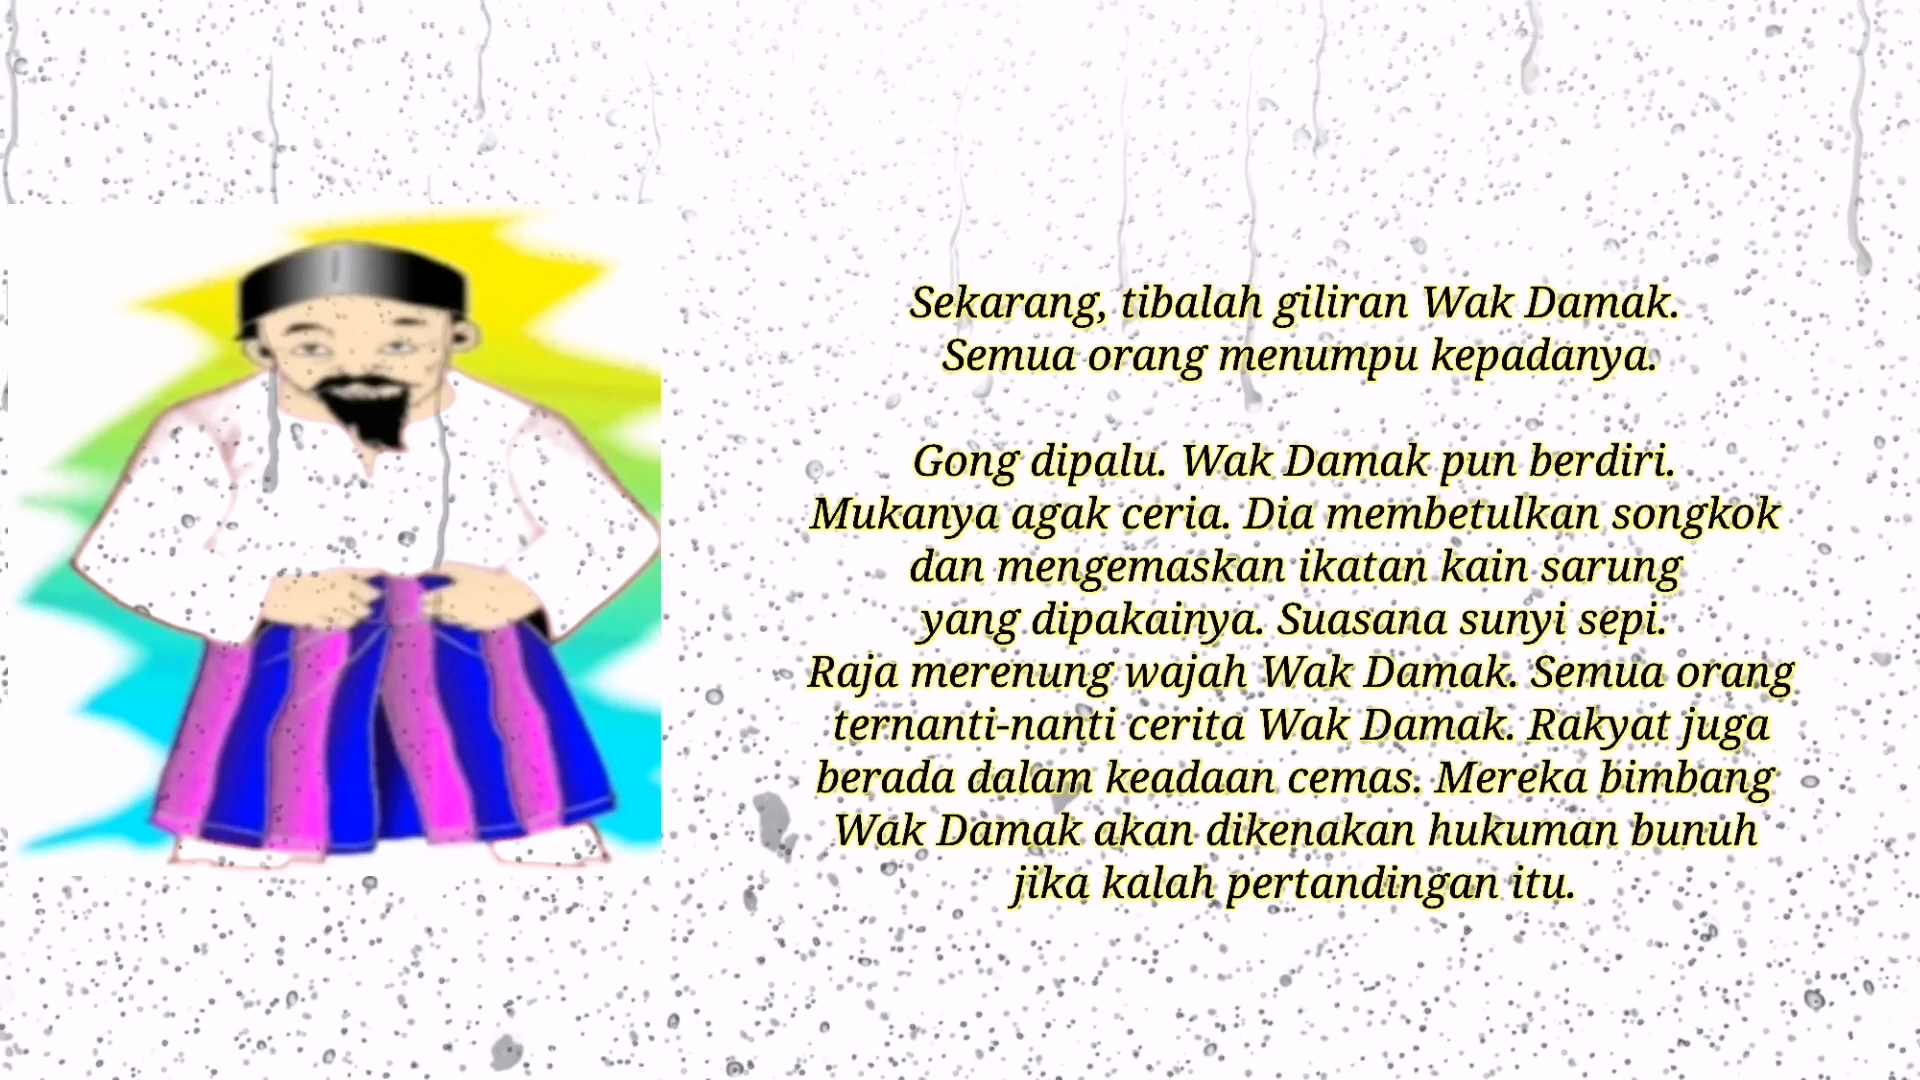 Sekarang, tibalah giliran Wak Damak.
Semua orang menumpu kepadanya.
Gong dipalu. Wak Damak pun berdiri.
Mukanya agak ceria. Dia membetulkan songkok
dan mengemaskan ikatan kain sarung
yang dipakainya. Suasana sunyi sepi.
Raja merenung wajah Wak Damak. Semua orang
ternanti-nanti cerita Wak Damak. Rakyat juga
berada dalam keadaan cemas. Mereka bimbang
Wak Damak akan dikenakan hukuman bunuh
jika kalah pertandingan itu.